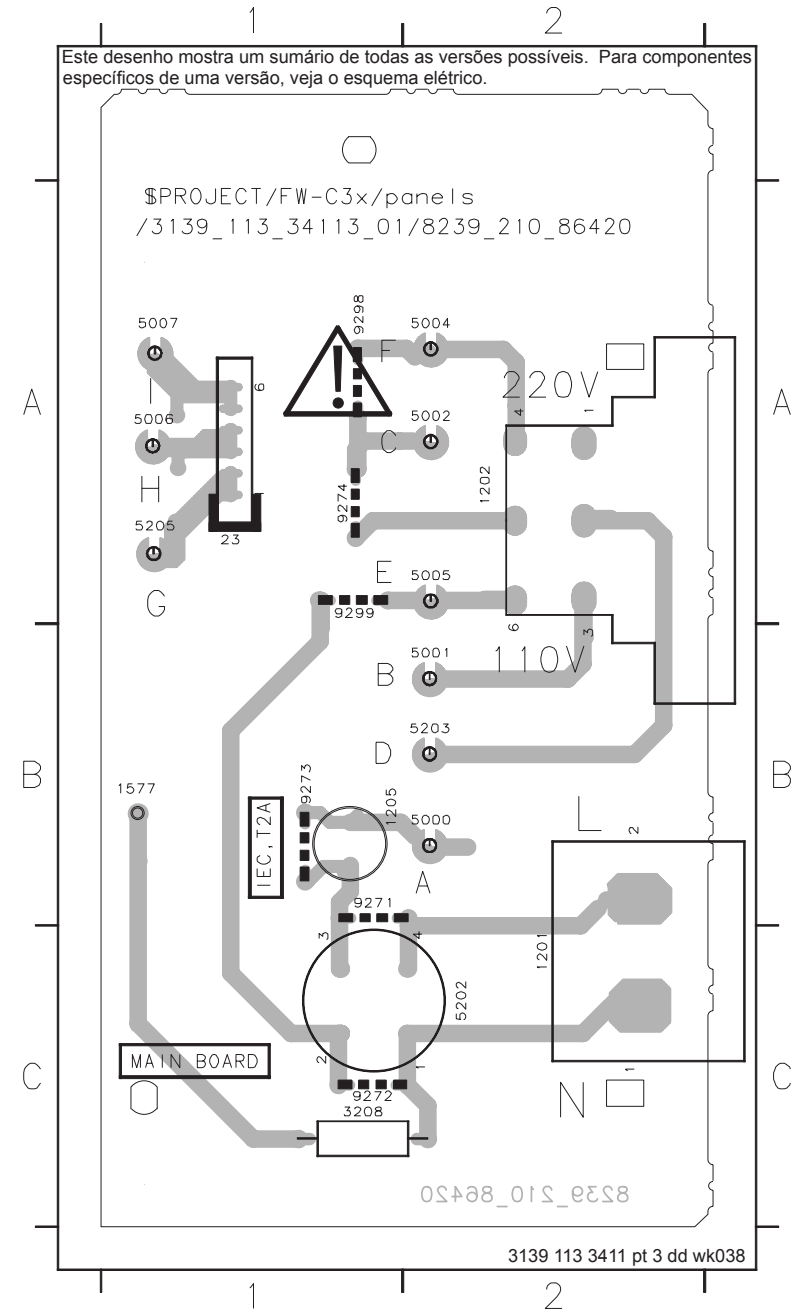 1 2
Este desenho mostra um sumário de todas as versões possíveis. Para componentes
específicos de uma versão, veja o esquema elétrico.
$PROJECT/FW-C3x/panels
/3139_113_34113_01/8239_210_86420
9298
5007
5004
F
220V
I
6
4
1
A
A
5006
5002
C
H
1202
9274
1
5205
23
E
5005
G
9299
6
3
5001
110V
B
5203
D
B
B
1577
9273
1205
IEC,T2A
5000
L
2
A
9271
3
4
1201
5202
MAIN BOARD
2
1
1
C
C
9272
3208
N
8239_210_86420
3139 113 3411 pt 3 dd wk038
1 2